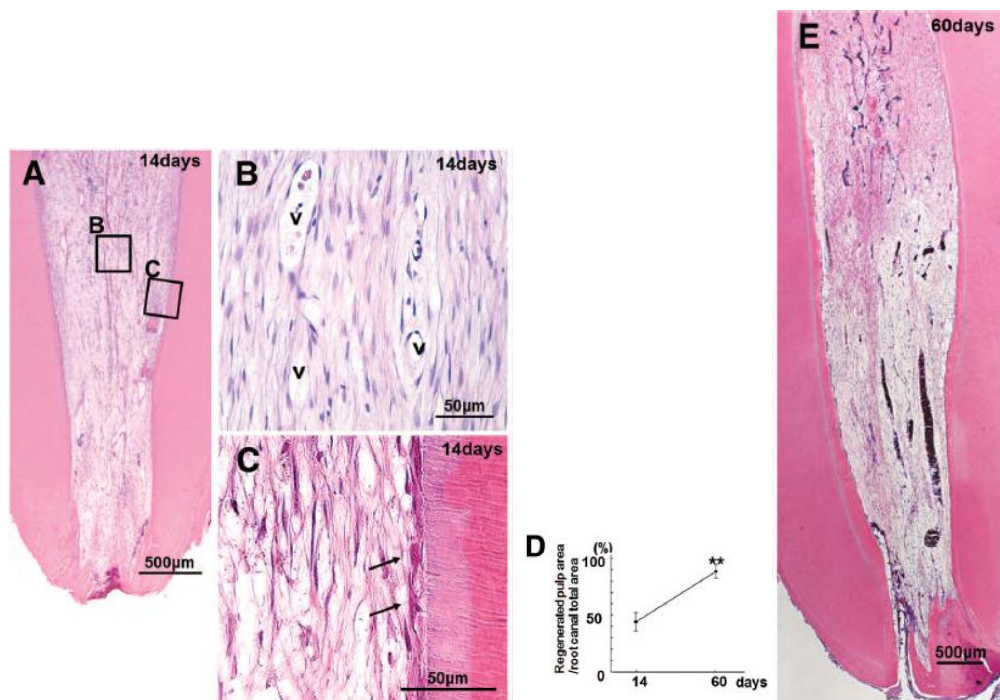 A
14days
B
C
500µm
B
14days
v
v
v
50µm
C
14days
50µm
D
(%)
100
50
0
Regenerated pulp area
/root canal total area
**
14
60
days
E
60days
500µm